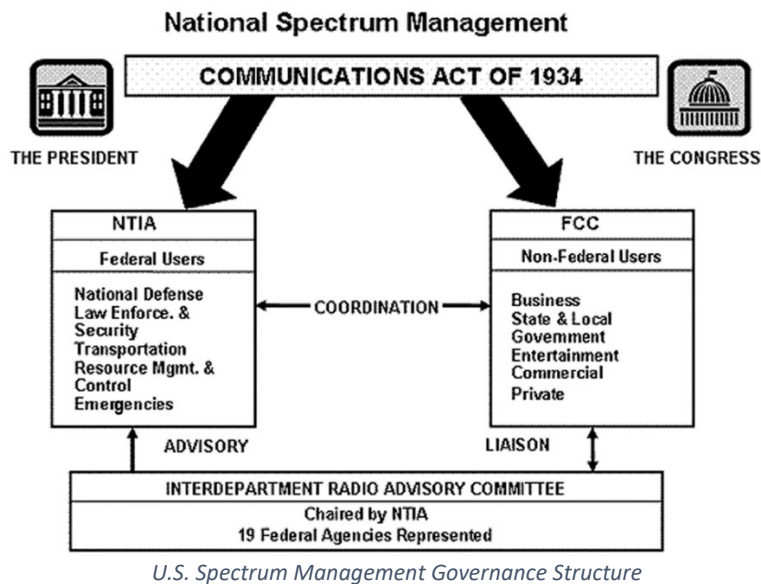 National Spectrum Management
COMMUNICATIONS ACT OF 1934
THE PRESIDENT
THE CONGRESS
NTIA
Federal Users
National Defense
Law Enforce. &
Security
Transportation
Resource Mgmt. &
Control
Emergencies
COORDINATION
FCC
Non-Federal Users
Business
State & Local
Government
Entertainment
Commercial
Private
ADVISORY
LIAISON
INTERDEPARTMENT RADIO ADVISORY COMMITTEE
Chaired by NTIA
19 Federal Agencies Represented
U.S. Spectrum Management Governance Structure